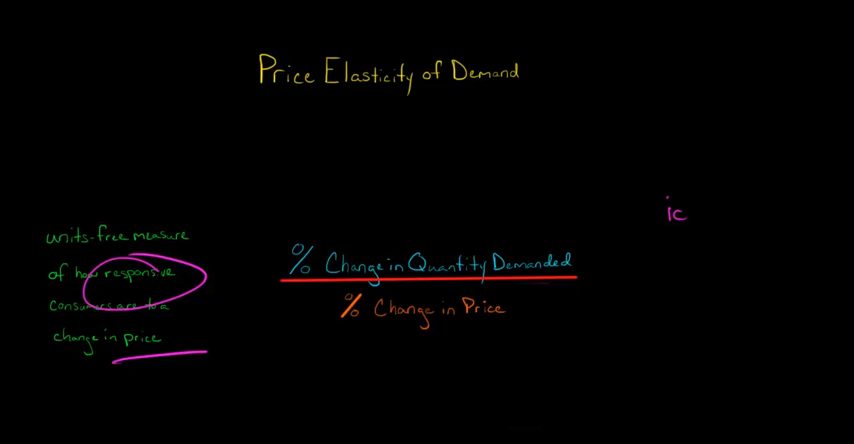 Price Elasticity of Demand
ic
units-free measure
of how responsive
consumers are to a
change in price
% Change in Quantity Demanded
% Change in Price